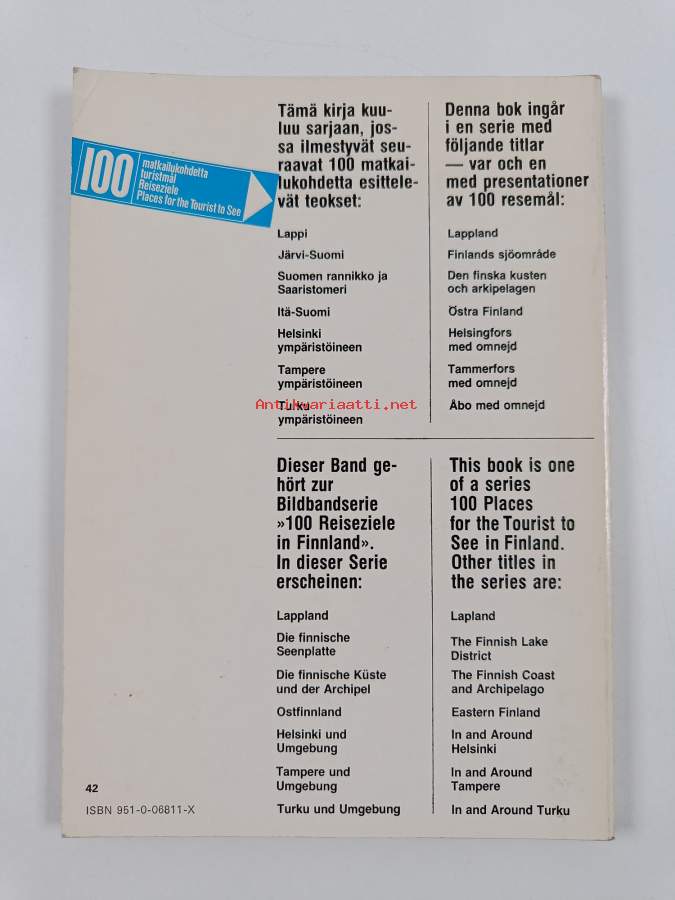 100
matkailukohdetta
turistmål
Reiseziele
Places for the Tourist to See
Tämä kirja kuu-
luu sarjaan, jos-
sa ilmestyvät seu-
raavat 100 matkai-
lukohdetta esittele-
vät teokset:
Lappi
Järvi-Suomi
Suomen rannikko ja
Saaristomeri
Itä-Suomi
Helsinki
ympäristöineen
Tampere
ympäristöineen
Turku
ympäristöineen
Denna bok ingår
i en serie med
följande titlar
— var och en
med presentationer
av 100 resemål:
Lappland
Finlands sjöområde
Den finska kusten
och arkipelagen
Östra Finland
Helsingfors
med omnejd
Tammerfors
med omnejd
Åbo med omnejd
Antikvariaatti.net
Dieser Band ge-
hört zur
Bildbandserie
»100 Reiseziele
in Finnland».
In dieser Serie
erscheinen:
Lappland
Die finnische
Seenplatte
Die finnische Küste
und der Archipel
Ostfinnland
Helsinki und
Umgebung
Tampere und
Umgebung
Turku und Umgebung
This book is one
of a series
100 Places
for the Tourist to
See in Finland.
Other titles in
the series are:
Lapland
The Finnish Lake
District
The Finnish Coast
and Archipelago
Eastern Finland
In and Around
Helsinki
In and Around
Tampere
In and Around Turku
42
ISBN 951-0-06811-X